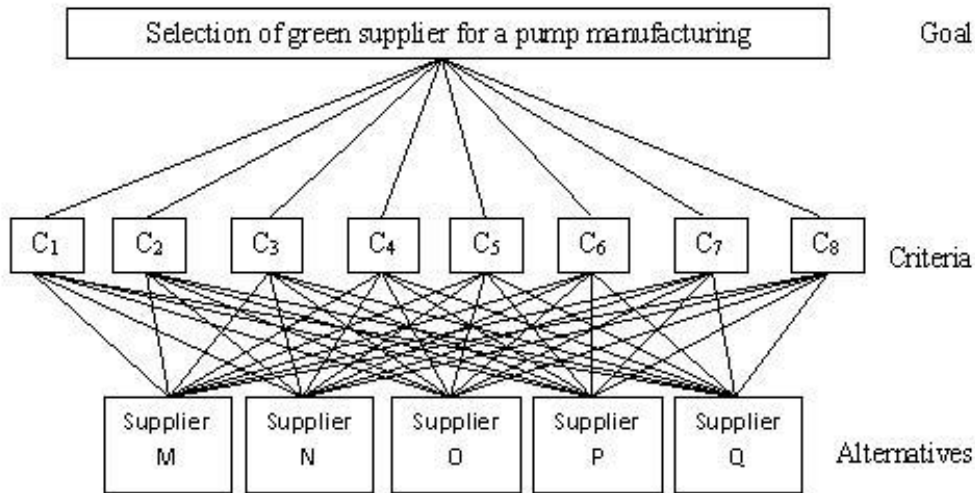 Selection of green supplier for a pump manufacturing
Goal
C₁ C₂ C₃ C₄ C₅ C₆ C₇ C₈
Criteria
Supplier M
Supplier N
Supplier O
Supplier P
Supplier Q
Alternatives